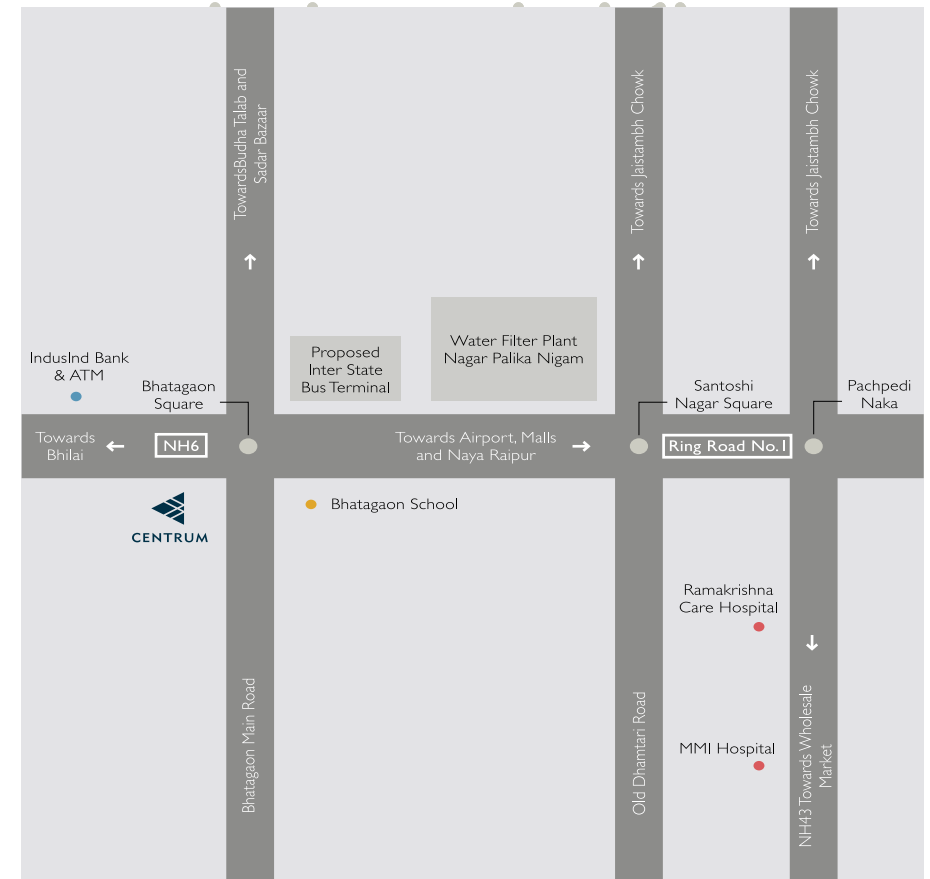 TowardsBudha Talab and
Sadar Bazaar
Towards Jaistambh Chowk
Towards Jaistambh Chowk
IndusInd Bank
& ATM
Bhatagaon
Square
Proposed
Inter State
Bus Terminal
Water Filter Plant
Nagar Palika Nigam
Santoshi
Nagar Square
Pachpedi
Naka
Towards
Bhilai
NH6
Towards Airport, Malls
and Naya Raipur
Ring Road No.1
CENTRUM
Bhatagaon School
Ramakrishna
Care Hospital
MMI Hospital
Bhatagaon Main Road
Old Dhamtari Road
NH43 Towards Wholesale
Market